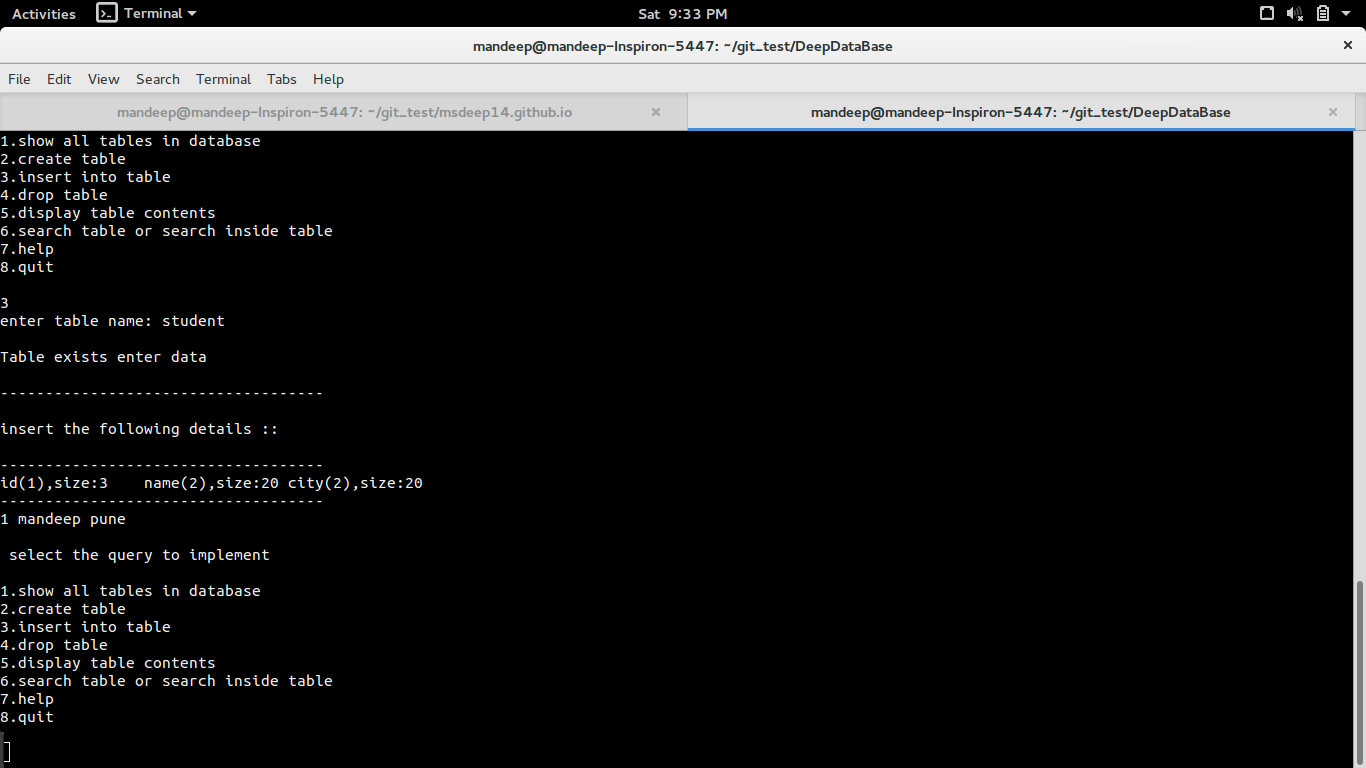 Activities Terminal Sat 9:33 PM
mandeep@mandeep-Inspiron-5447: ~/git_test/DeepDataBase
File Edit View Search Terminal Tabs Help
mandeep@mandeep-Inspiron-5447: ~/git_test/msdeep14.github.io mandeep@mandeep-Inspiron-5447: ~/git_test/DeepDataBase
1.show all tables in database
2.create table
3.insert into table
4.drop table
5.display table contents
6.search table or search inside table
7.help
8.quit
3
enter table name: student
Table exists enter data
------------------------------------
insert the following details ::
------------------------------------
id(1),size:3    name(2),size:20 city(2),size:20
------------------------------------
1 mandeep pune
 select the query to implement
1.show all tables in database
2.create table
3.insert into table
4.drop table
5.display table contents
6.search table or search inside table
7.help
8.quit